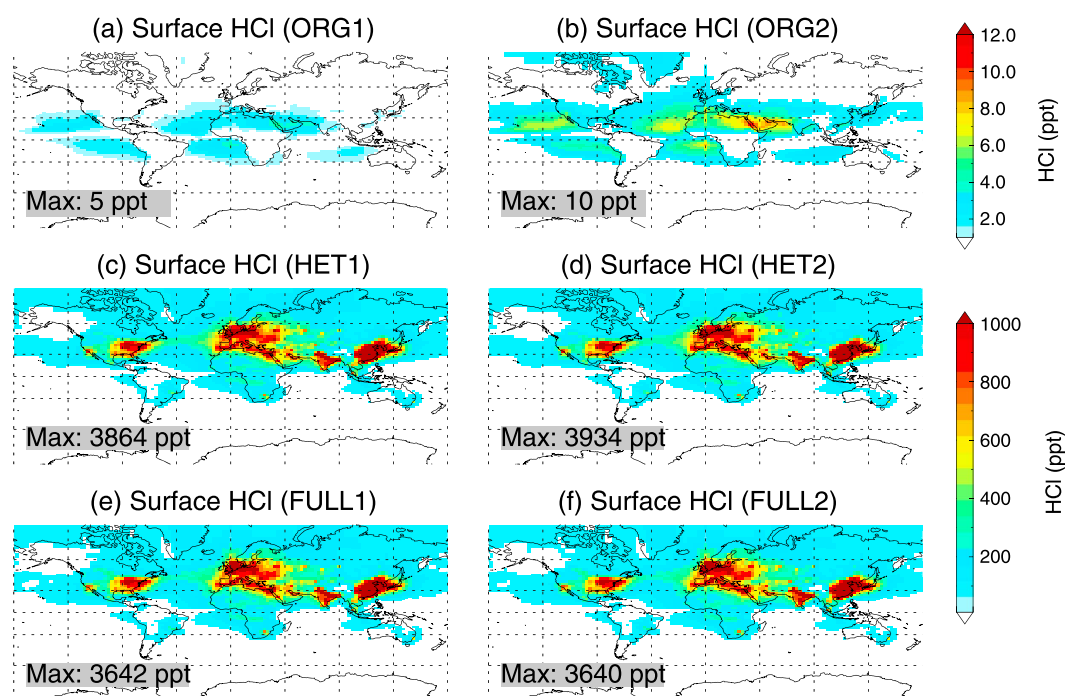 (a) Surface HCl (ORG1)
Max: 5 ppt
(b) Surface HCl (ORG2)
Max: 10 ppt
12.0
10.0
8.0
6.0
4.0
2.0
HCl (ppt)
(c) Surface HCl (HET1)
Max: 3864 ppt
(d) Surface HCl (HET2)
Max: 3934 ppt
1000
800
600
400
200
HCl (ppt)
(e) Surface HCl (FULL1)
Max: 3642 ppt
(f) Surface HCl (FULL2)
Max: 3640 ppt